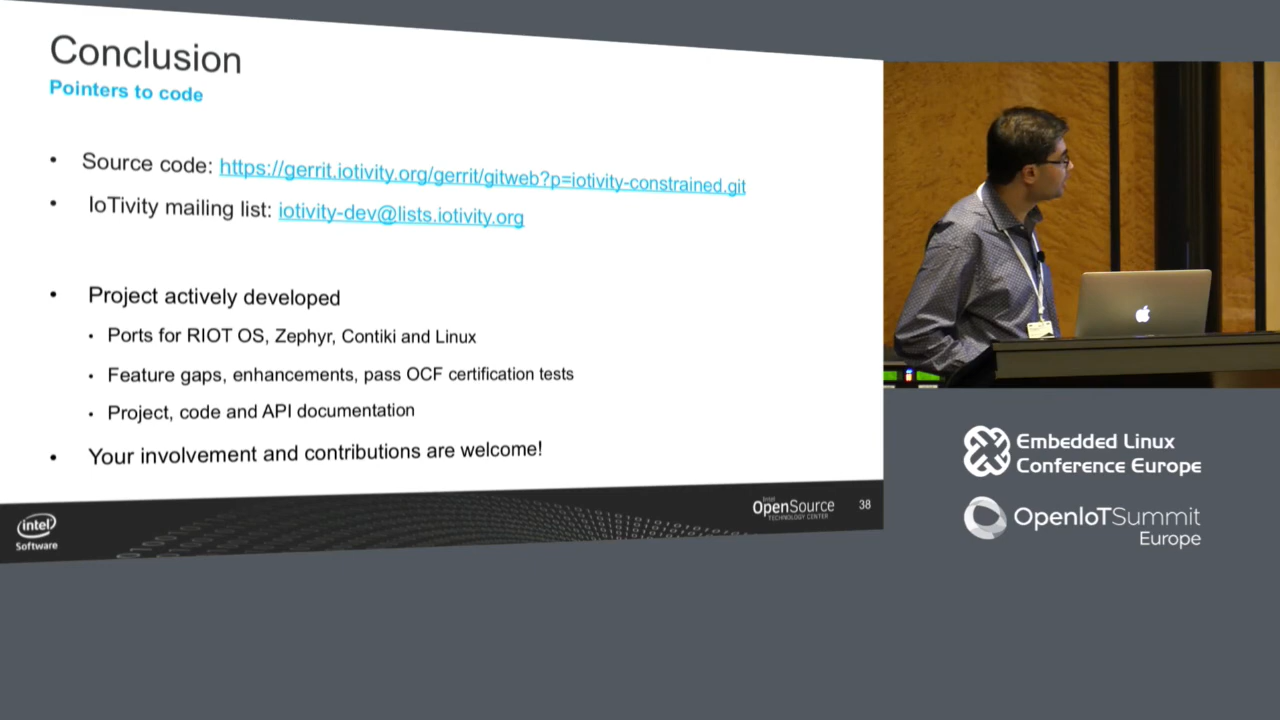 Conclusion
Pointers to code
• Source code: https://gerrit.iotivity.org/gerrit/gitweb?p=iotivity-constrained.git
• IoTivity mailing list: iotivity-dev@lists.iotivity.org
• Project actively developed
• Ports for RIOT OS, Zephyr, Contiki and Linux
• Feature gaps, enhancements, pass OCF certification tests
• Project, code and API documentation
• Your involvement and contributions are welcome!
intel
Software
Intel
OpenSource
TECHNOLOGY CENTER
38
Embedded Linux
Conference Europe
OpenIoTSummit
Europe